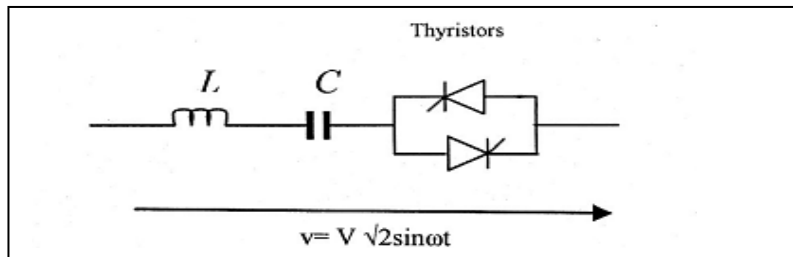 Thyristors
L C
v= V √2sinωt